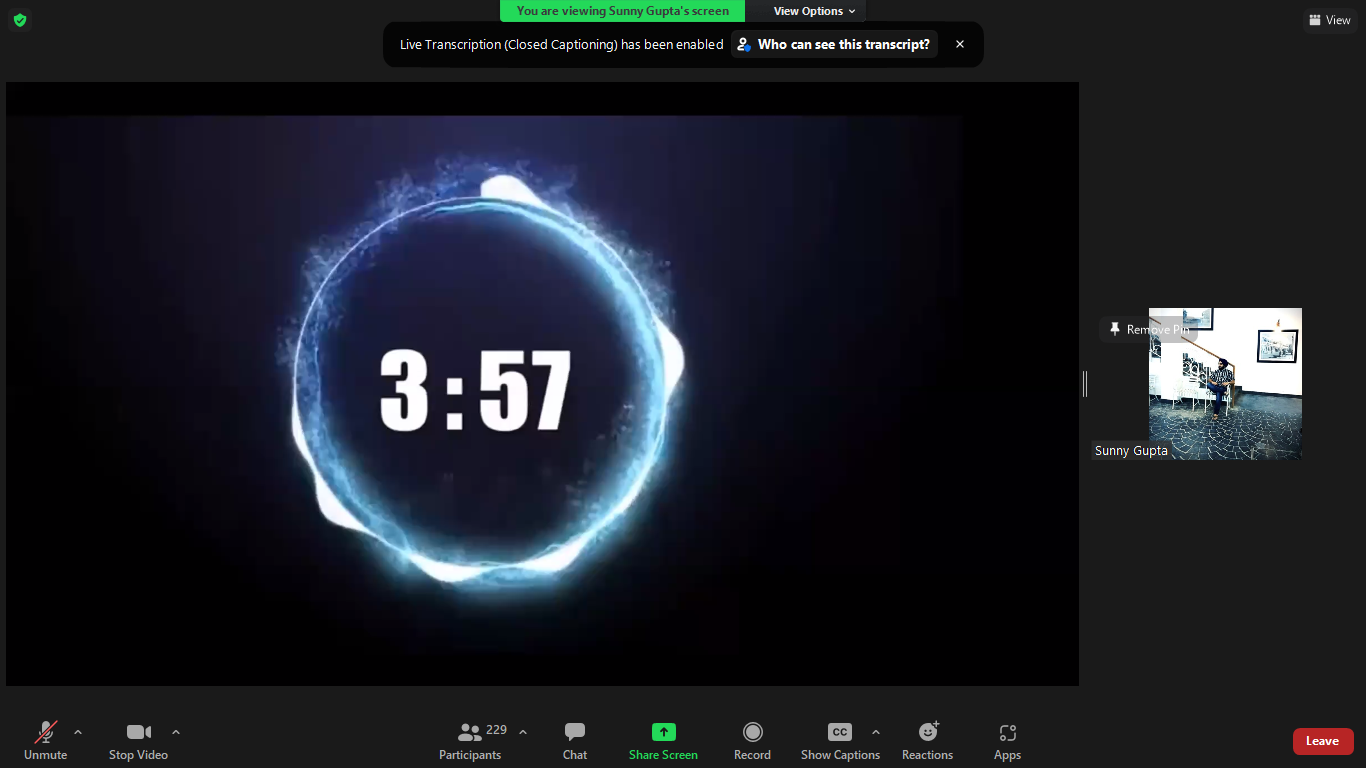 You are viewing Sunny Gupta's screen
View Options
View
Live Transcription (Closed Captioning) has been enabled
Who can see this transcript?
3:57
Remove Pin
Sunny Gupta
229
CC
Unmute
Stop Video
Participants
Chat
Share Screen
Record
Show Captions
Reactions
Apps
Leave